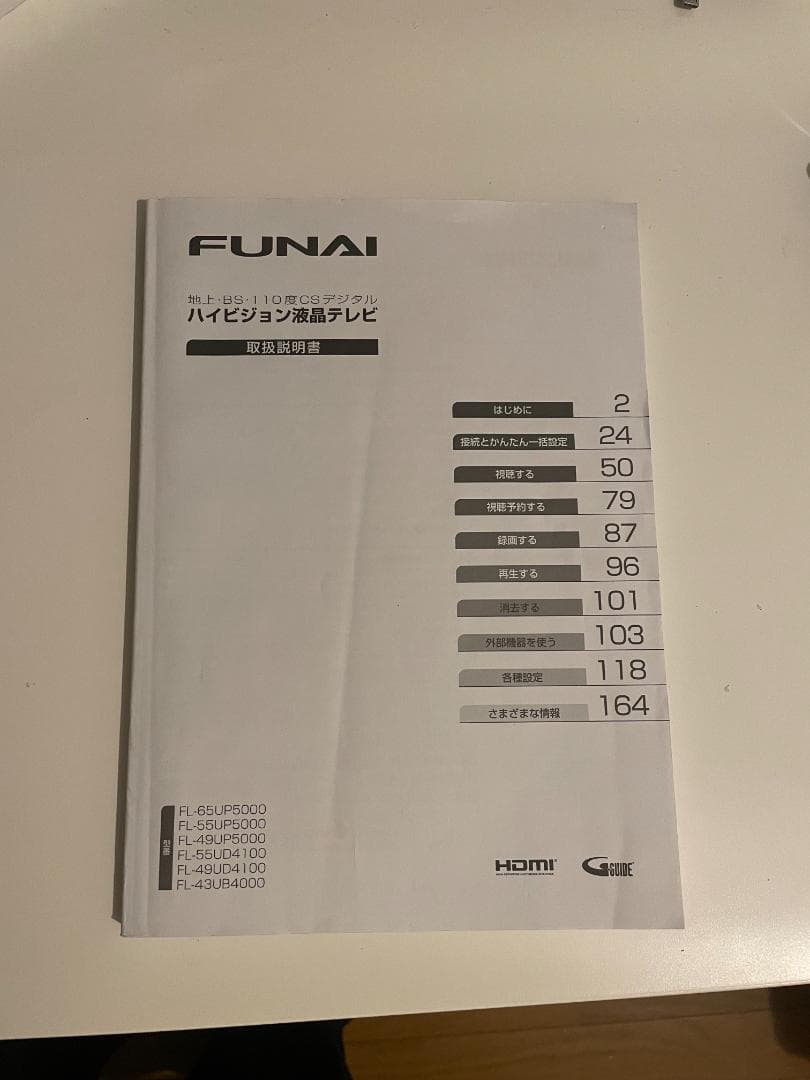 FUNAI
地上・BS・110度CSデジタル
ハイビジョン液晶テレビ
取扱説明書
はじめに 2
接続とかんたん一括設定 24
視聴する 50
視聴予約する 79
録画する 87
再生する 96
消去する 101
外部機器を使う 103
各種設定 118
さまざまな情報 164
型番
FL-65UP5000
FL-55UP5000
FL-49UP5000
FL-55UD4100
FL-49UD4100
FL-43UB4000
HDMI
G-GUIDE